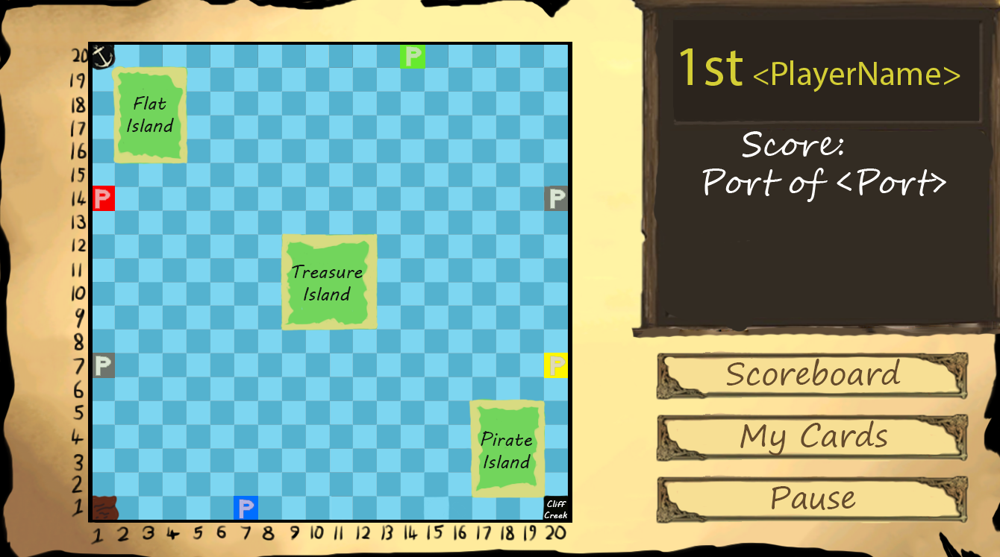 20
P
1st <PlayerName>
19
18
Flat
Island
17
16
Score:
15
Port of <Port>
14
P
P
13
12
11
Treasure
Island
10
9
8
7
P
P
Scoreboard
6
5
4
Pirate
Island
My Cards
3
2
1
P
Cliff
Creek
Pause
1 2 3 4 5 6 7 8 9 10 11 12 13 14 15 16 17 18 19 20